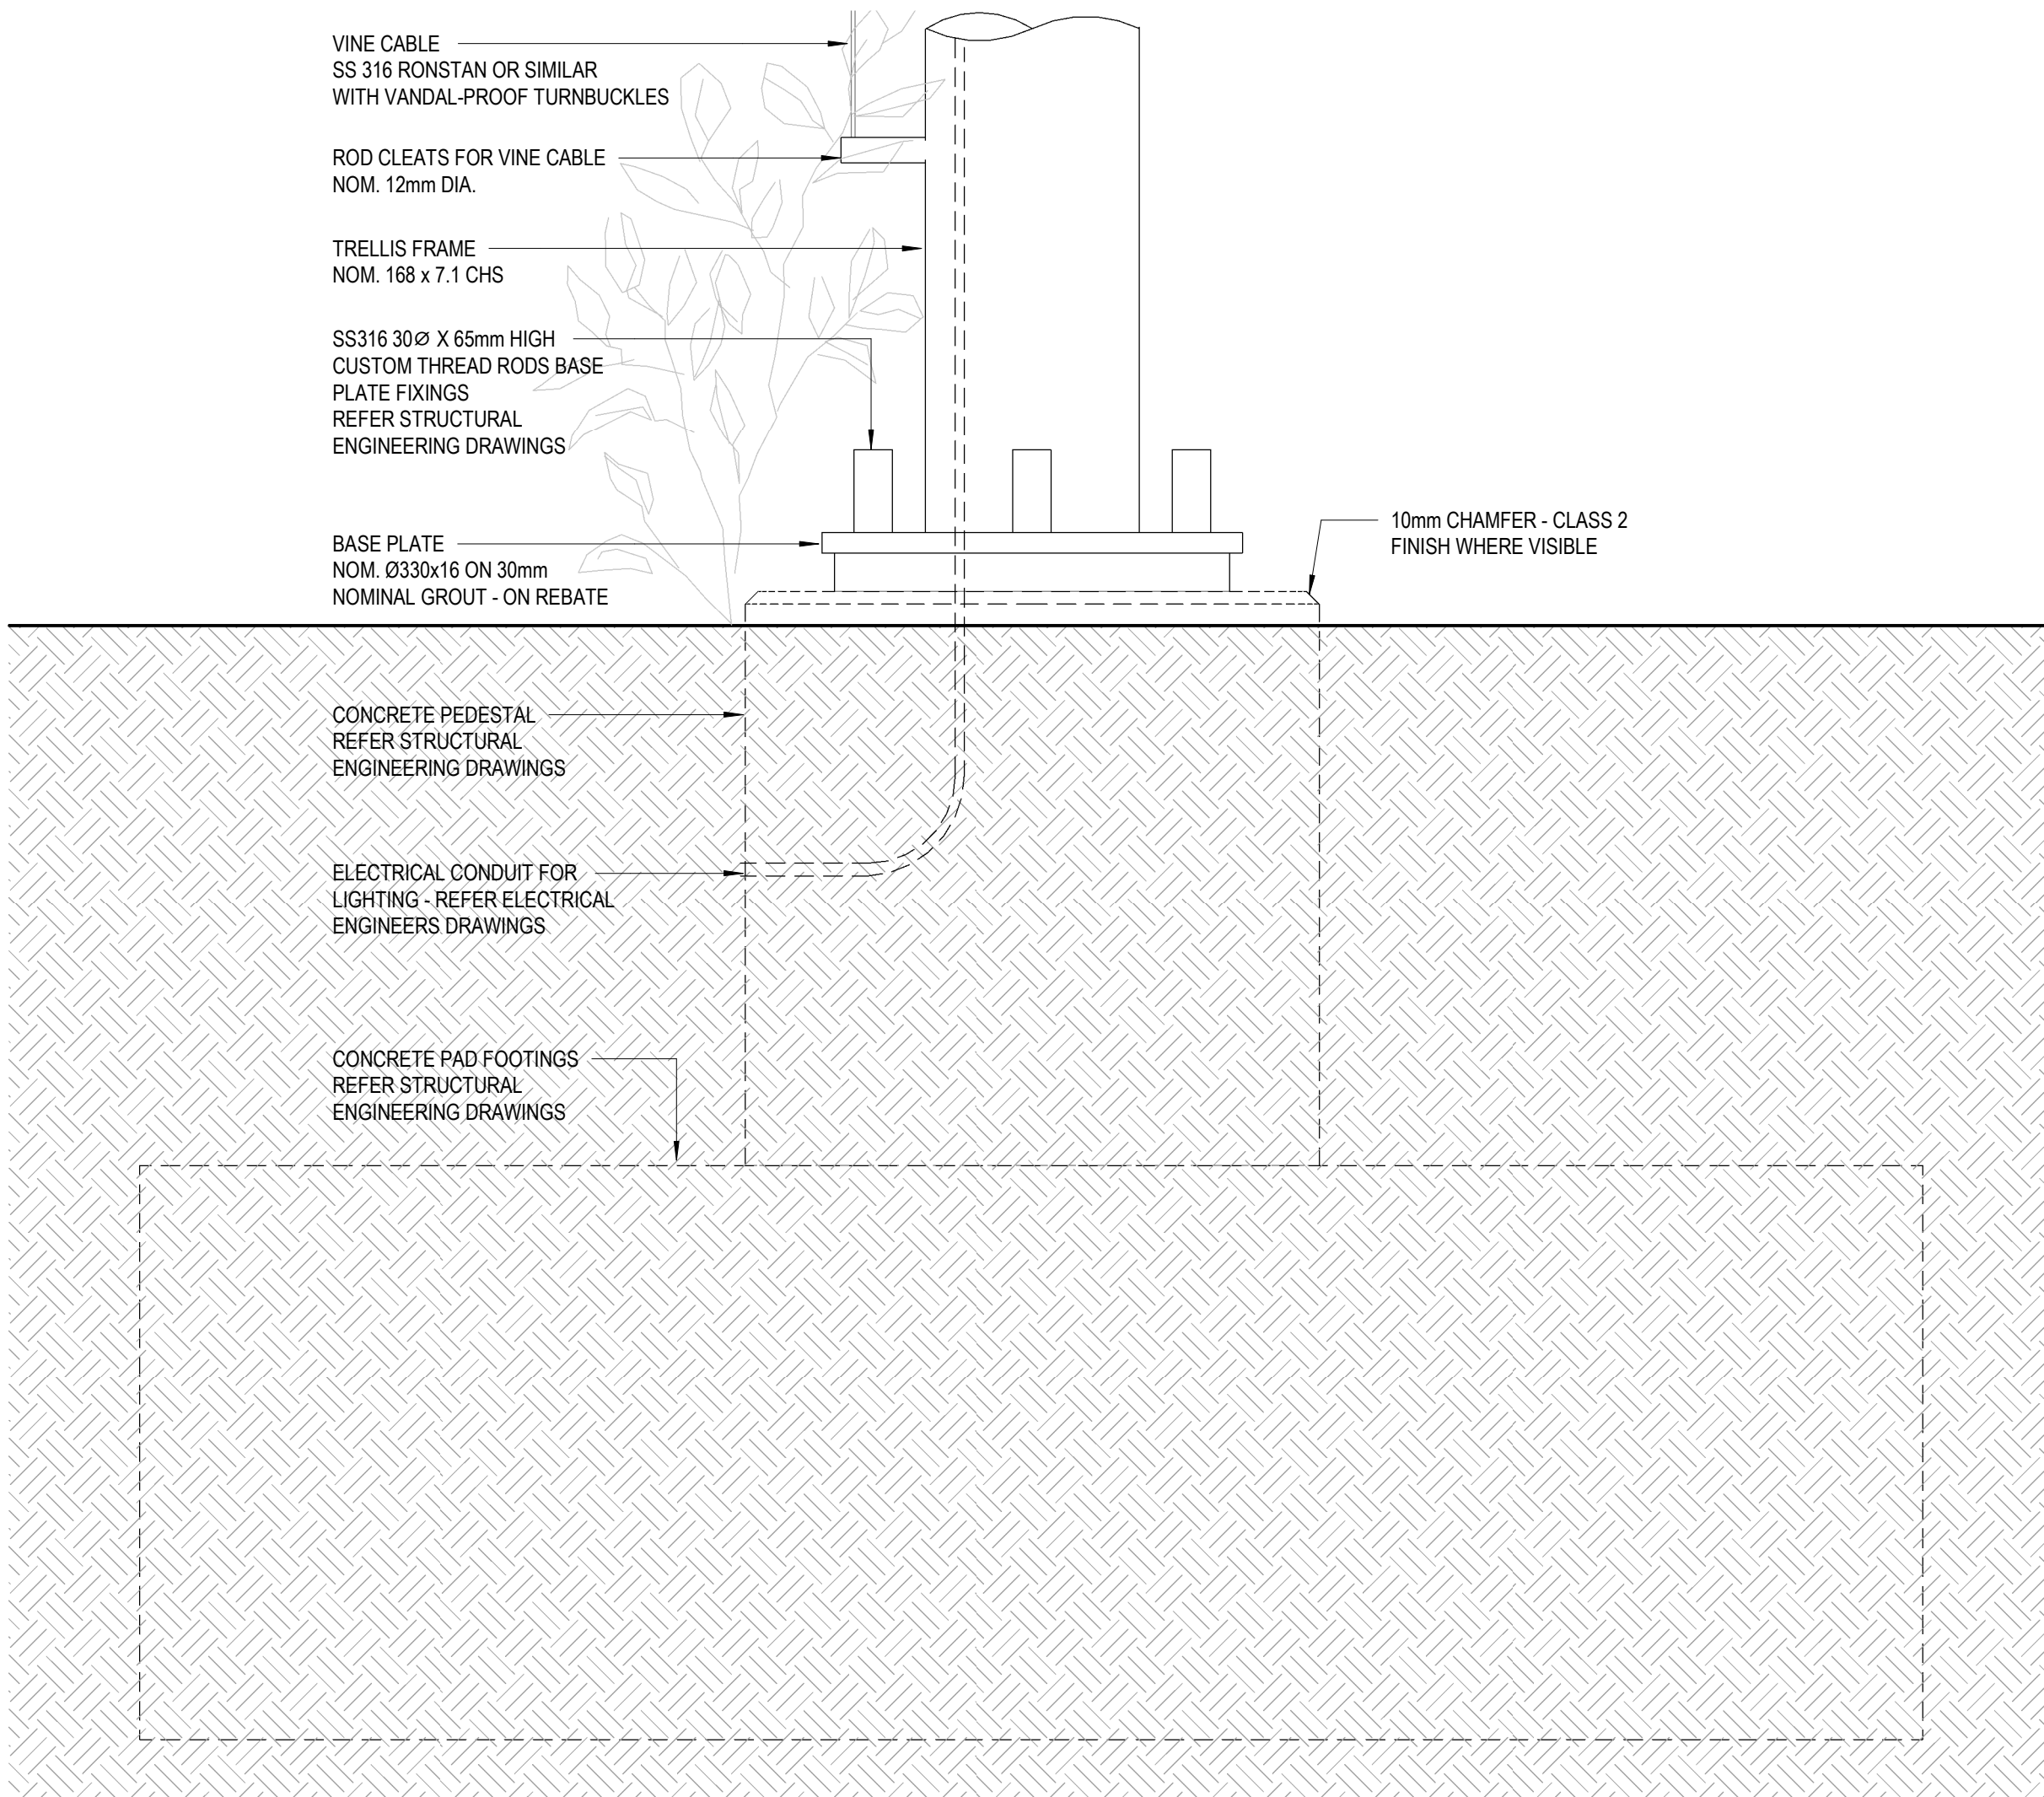 VINE CABLE
SS 316 RONSTAN OR SIMILAR
WITH VANDAL-PROOF TURNBUCKLES
ROD CLEATS FOR VINE CABLE
NOM. 12mm DIA.
TRELLIS FRAME
NOM. 168 x 7.1 CHS
SS316 30∅ X 65mm HIGH
CUSTOM THREAD RODS BASE
PLATE FIXINGS
REFER STRUCTURAL
ENGINEERING DRAWINGS
BASE PLATE
NOM. Ø330x16 ON 30mm
NOMINAL GROUT - ON REBATE
10mm CHAMFER - CLASS 2
FINISH WHERE VISIBLE
CONCRETE PEDESTAL
REFER STRUCTURAL
ENGINEERING DRAWINGS
ELECTRICAL CONDUIT FOR
LIGHTING - REFER ELECTRICAL
ENGINEERS DRAWINGS
CONCRETE PAD FOOTINGS
REFER STRUCTURAL
ENGINEERING DRAWINGS